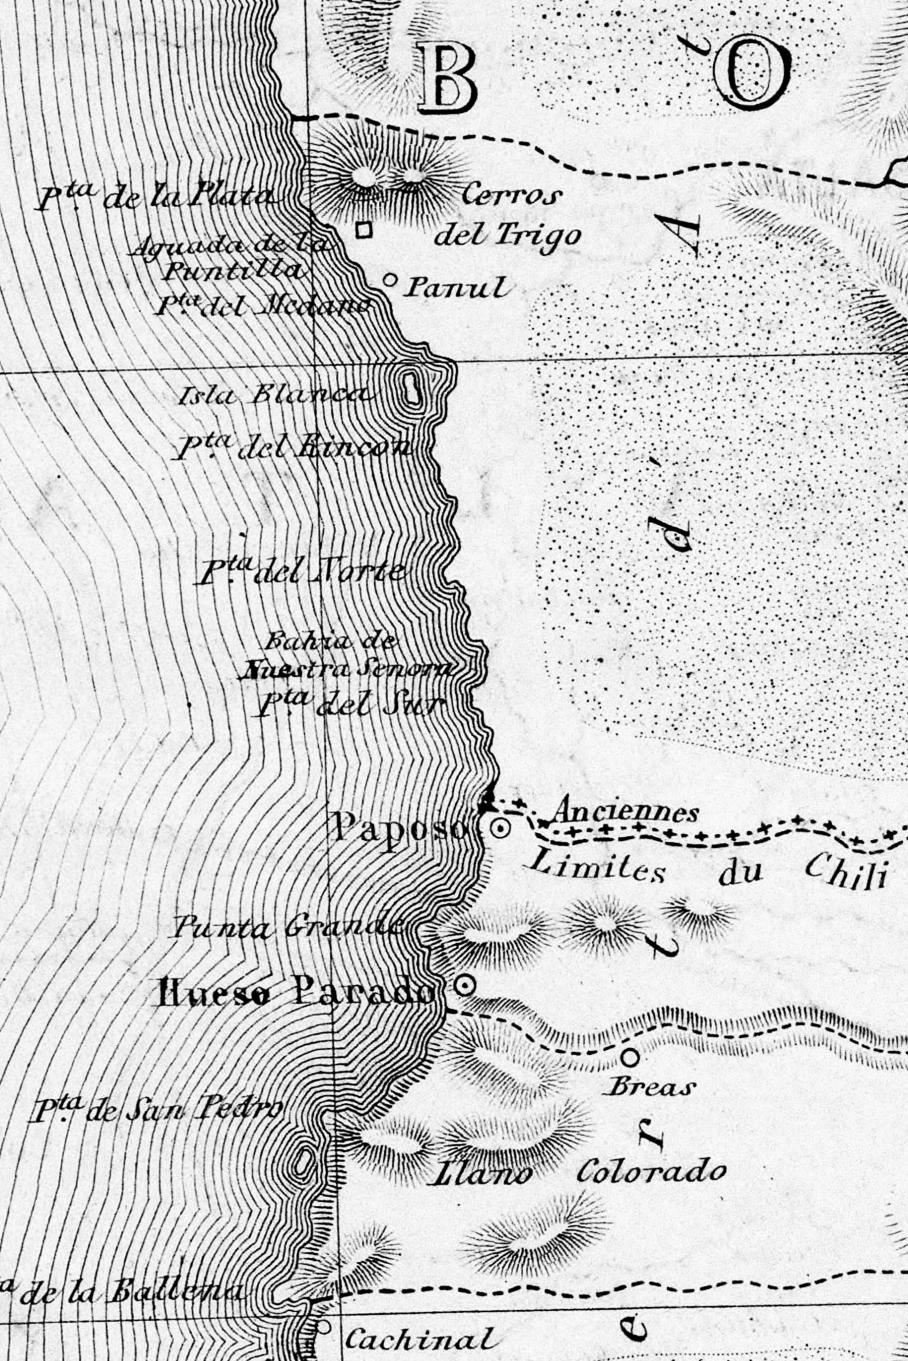 B O
t
Pta. de la Plata
Cerros
del Trigo
A
Aguada de la
Puntilla
Panul
Pta. del Medano
Isla Blanca
Pta. del Rincon
d'
Pta. del Norte
Bahia de
Nuestra Senora
Pta. del Sur
Anciennes
Paposo
Limites du Chili
Punta Grande
t
Hueso Parado
Breas
Pta. de San Pedro
r
Llano Colorado
a de la Ballena
e
Cachinal